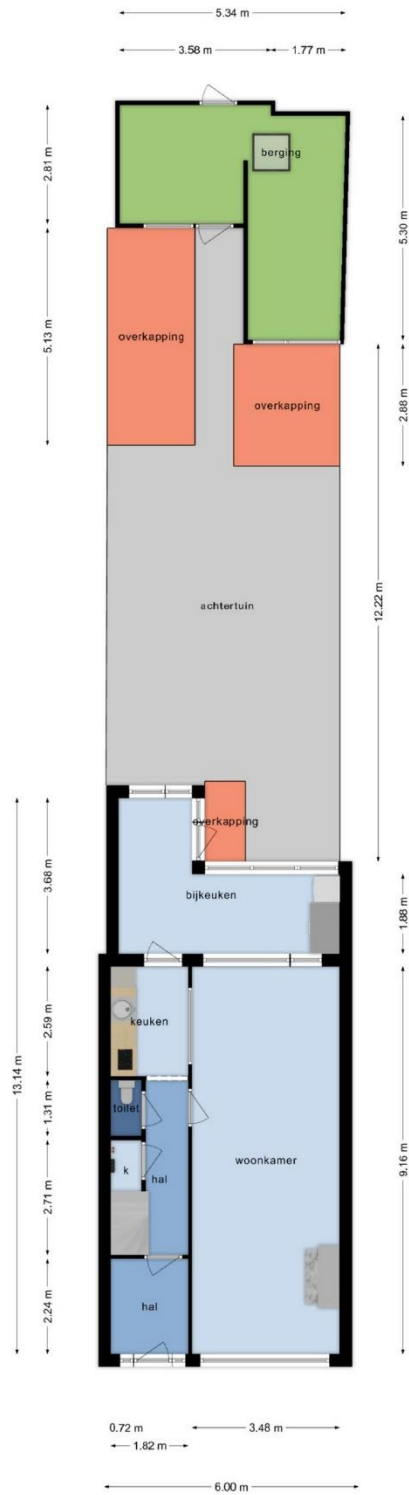 5.34 m
3.58 m
1.77 m
2.81 m
berging
5.30 m
5.13 m
overkapping
overkapping
2.88 m
achtertuin
12.22 m
overkapping
3.68 m
bijkeuken
1.88 m
keuken
2.59 m
13.14 m
toilet
1.31 m
woonkamer
9.16 m
k
hal
2.71 m
hal
2.24 m
0.72 m
3.48 m
1.82 m
6.00 m